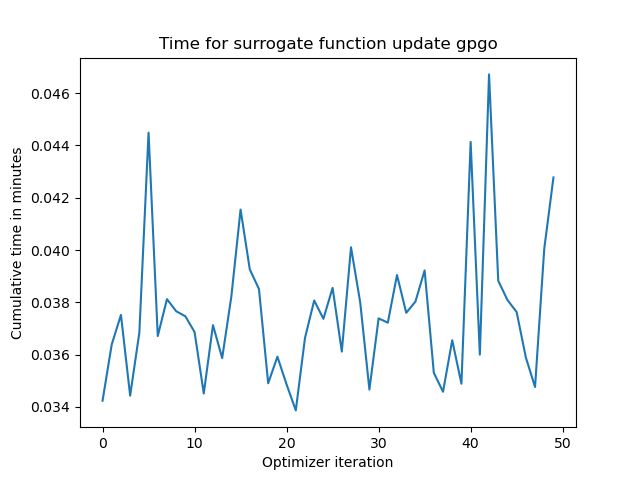 Time for surrogate function update gpgo
Cumulative time in minutes
0.046
0.044
0.042
0.040
0.038
0.036
0.034
0 10 20 30 40 50
Optimizer iteration